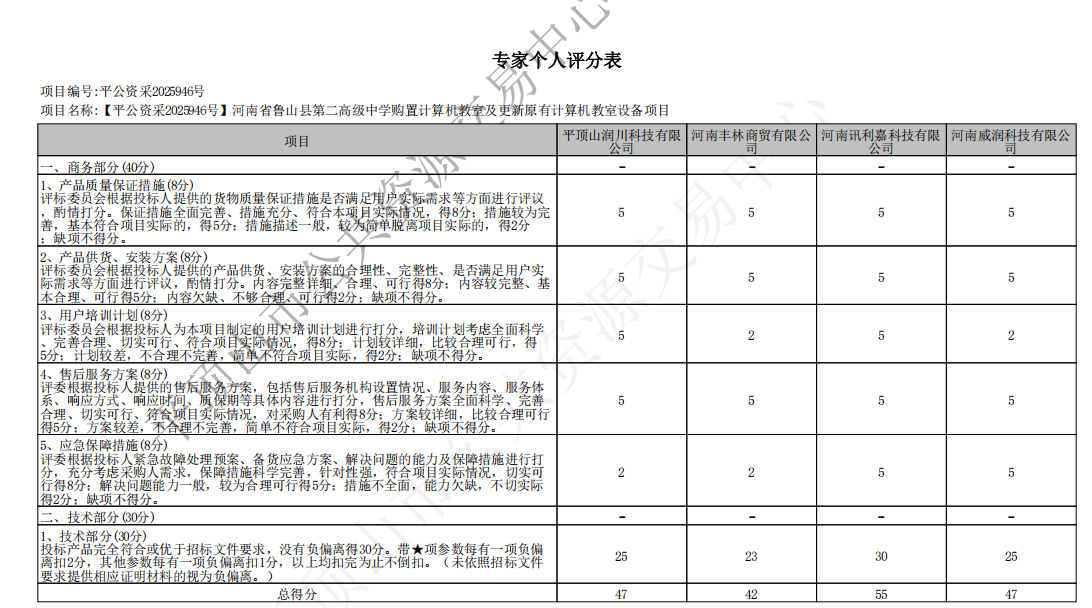 专家个人评分表
项目编号:平公资采2025946号
项目名称:【平公资采2025946号】河南省鲁山县第二高级中学购置计算机教室及更新原有计算机教室设备项目
项目 平顶山润川科技有限公司 河南丰林商贸有限公司 河南讯利嘉科技有限公司 河南威润科技有限公司
一、商务部分(40分) - - - -
1、产品质量保证措施(8分)
评标委员会根据投标人提供的货物质量保证措施是否满足用户实际需求等方面进行评议
，酌情打分。保证措施全面完善、措施充分、符合本项目实际情况，得8分；措施较为完
善，基本符合项目实际的，得5分；措施描述一般，较为简单脱离项目实际的，得2分
；缺项不得分。
5 5 5 5
2、产品供货、安装方案(8分)
评标委员会根据投标人提供的产品供货、安装方案的合理性、完整性、是否满足用户实
际需求等方面进行评议，酌情打分。内容完整详细、合理、可行得8分；内容较完整、基
本合理、可行得5分；内容欠缺、不够合理、可行得2分；缺项不得分。
5 5 5 5
3、用户培训计划(8分)
评标委员会根据投标人为本项目制定的用户培训计划进行打分，培训计划考虑全面科学
、完善合理、切实可行、符合项目实际情况，得8分；计划较详细，比较合理可行，得
5分；计划较差，不合理不完善，简单不符合项目实际，得2分；缺项不得分。
5 2 5 2
4、售后服务方案(8分)
评委根据投标人提供的售后服务方案，包括售后服务机构设置情况、服务内容、服务体
系、响应方式、响应时间、质保期等具体内容进行打分，售后服务方案全面科学、完善
合理、切实可行、符合项目实际情况，对采购人有利得8分；方案较详细，比较合理可行
得5分；方案较差，不合理不完善，简单不符合项目实际，得2分；缺项不得分。
5 5 5 5
5、应急保障措施(8分)
评委根据投标人紧急故障处理预案、备货应急方案、解决问题的能力及保障措施进行打
分，充分考虑采购人需求，保障措施科学完善，针对性强，符合项目实际情况，切实可
行得8分；解决问题能力一般，较为合理可行得5分；措施不全面，能力欠缺，不切实际
得2分；缺项不得分。
2 2 5 5
二、技术部分(30分) - - - -
1、技术部分(30分)
投标产品完全符合或优于招标文件要求，没有负偏离得30分。带★项参数每有一项负偏
离扣2分，其他参数每有一项负偏离扣1分，以上均扣完为止不倒扣。（未依照招标文件
要求提供相应证明材料的视为负偏离。）
25 23 30 25
总得分 47 42 55 47
平顶山市公共资源交易中心
平顶山市公共资源交易中心